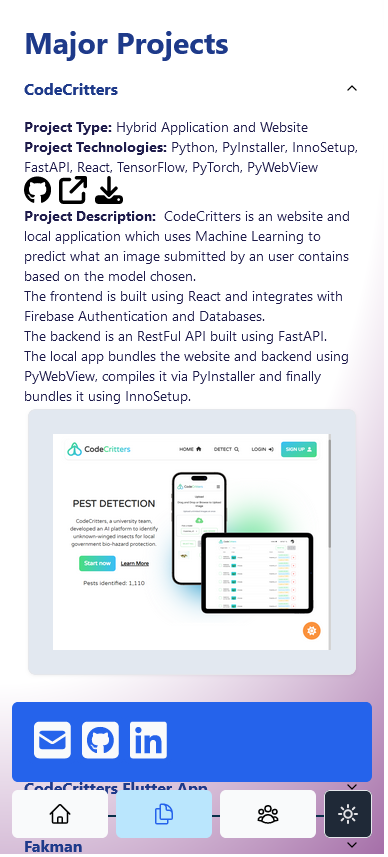 Major Projects
CodeCritters
Project Type: Hybrid Application and Website
Project Technologies: Python, PyInstaller, InnoSetup,
FastAPI, React, TensorFlow, PyTorch, PyWebView
Project Description:  CodeCritters is an website and
local application which uses Machine Learning to
predict what an image submitted by an user contains
based on the model chosen.
The frontend is built using React and integrates with
Firebase Authentication and Databases.
The backend is an RestFul API built using FastAPI.
The local app bundles the website and backend using
PyWebView, compiles it via PyInstaller and finally
bundles it using InnoSetup.
CodeCritters HOME DETECT LOGIN SIGN UP
PEST DETECTION
CodeCritters, a university team,
developed an AI platform to identify
unknown-winged insects for local
government bio-hazard protection.
Start now Learn More
Pests identified: 1,110
CodeCritters Flutter App
Fakman